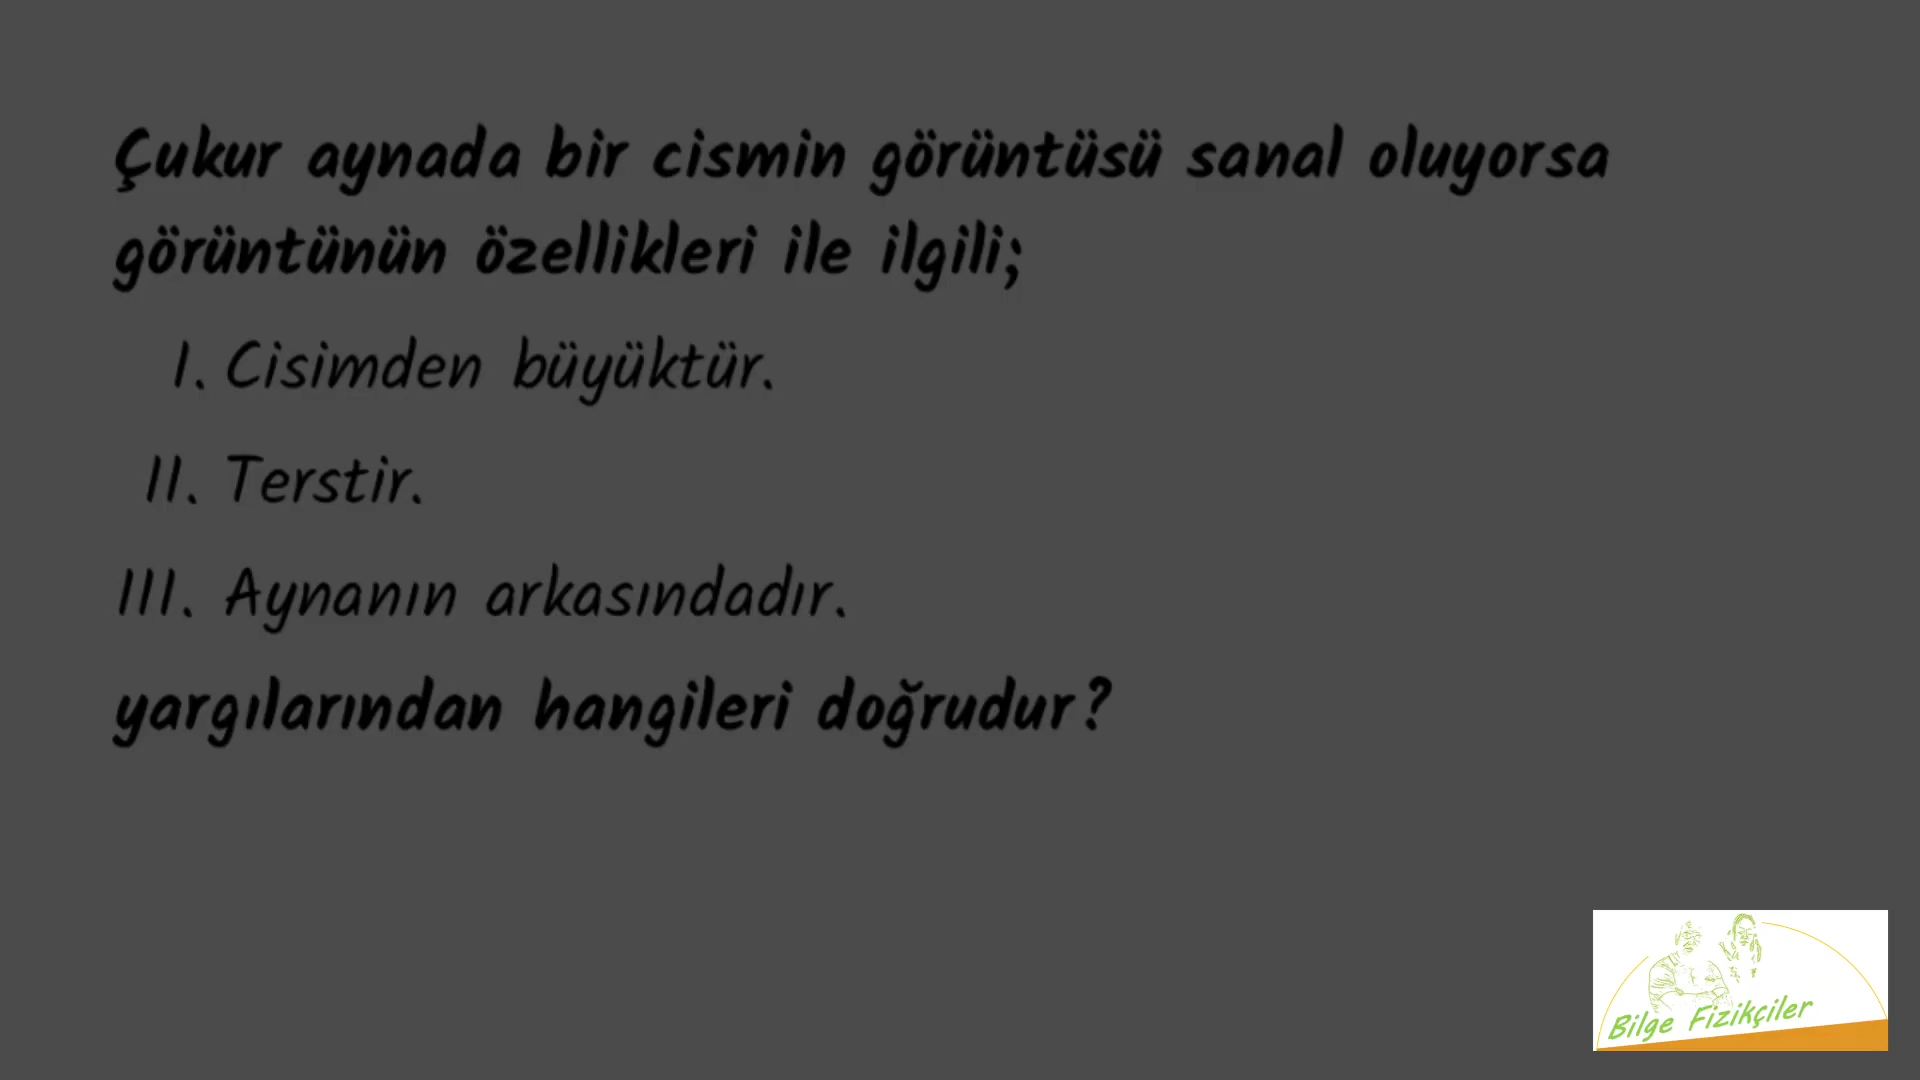 Çukur aynada bir cismin görüntüsü sanal oluyorsa
görüntünün özellikleri ile ilgili;
I. Cisimden büyüktür.
II. Terstir.
III. Aynanın arkasındadır.
yargılarından hangileri doğrudur?
Bilge Fizikçiler